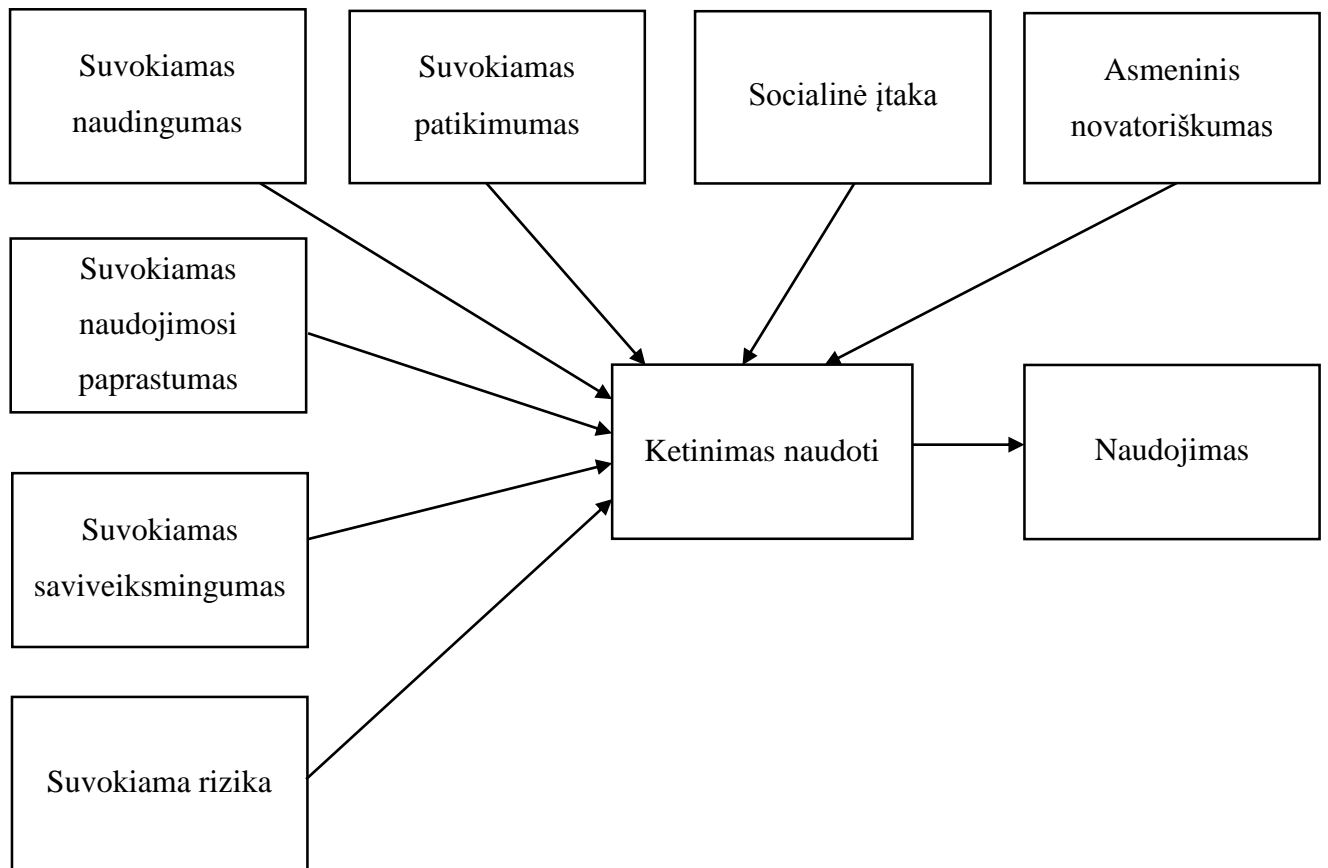 Suvokiamas
naudingumas
Suvokiamas
patikimumas
Socialinė įtaka
Asmeninis
novatoriškumas
Suvokiamas
naudojimosi
paprastumas
Ketinimas naudoti
Naudojimas
Suvokiamas
saviveiksmingumas
Suvokiama rizika